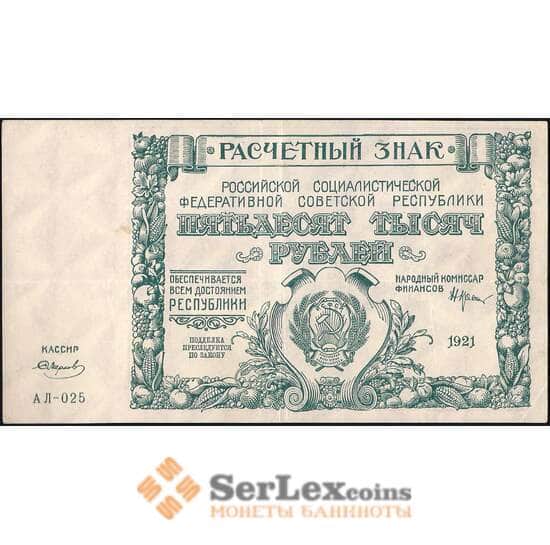 РАСЧЕТНЫЙ ЗНАК
РОССИЙСКОЙ СОЦИАЛИСТИЧЕСКОЙ
ФЕДЕРАТИВНОЙ СОВЕТСКОЙ РЕСПУБЛИКИ
ПЯТЬДЕСЯТ ТЫСЯЧ
РУБЛЕЙ
ОБЕСПЕЧИВАЕТСЯ
ВСЕМ ДОСТОЯНИЕМ
РЕСПУБЛИКИ
НАРОДНЫЙ КОМИССАР
ФИНАНСОВ
ПОДДЕЛКА
ПРЕСЛЕДУЕТСЯ
ПО ЗАКОНУ
1921
КАССИР
АЛ-025
SerLexcoins
МОНЕТЫ БАНКНОТЫ